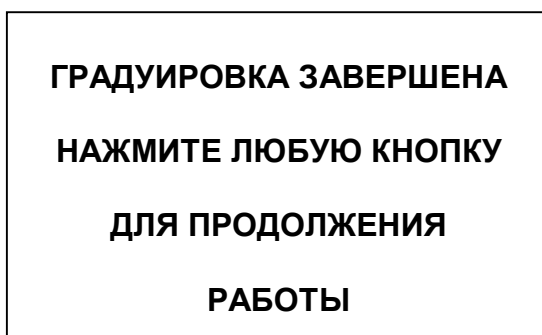 ГРАДУИРОВКА ЗАВЕРШЕНА
НАЖМИТЕ ЛЮБУЮ КНОПКУ
ДЛЯ ПРОДОЛЖЕНИЯ
РАБОТЫ